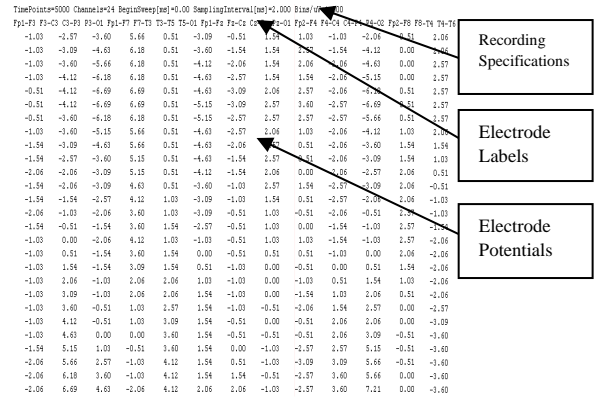 TimePoints=5000 Channels=24 BeginSweep[ms]=0.00 SamplingInterval[ms]=2.000
Fp1-F3 F3-C3 C3-P3 P3-O1 Fp1-F7 F7-T3 T3-T5 T5-O1 Fp1-Fz Fz-Cz Fp2-F4 F4-C4 P4-O2 Fp2-F8 F8-T4 T4-T6
-1.03 -2.57 -3.60 5.66 0.51 -3.09 -0.51 1.54 1.03 -1.03 -2.06 0.51 2.06
-1.03 -3.09 -4.63 6.18 0.51 -3.60 -1.54 2.57 -1.54 -4.12 0.00 2.57
-1.03 -3.60 -5.66 6.18 0.51 -4.12 -1.54 2.06 2.06 -4.63 0.00 2.57
-1.03 -4.12 -6.18 6.18 0.51 -4.63 -2.57 1.54 1.54 -2.06 -5.15 0.00 2.57
-0.51 -4.12 -6.69 6.69 0.51 -4.63 -3.09 2.06 2.57 -2.06 -6.18 0.51
-0.51 -4.12 -6.69 6.69 0.51 -5.15 -3.09 2.57 3.60 -2.57 -6.69 0.51 2.57
-0.51 -3.60 -6.18 6.18 0.51 -5.15 -2.57 2.57 2.57 -2.57 -5.66 0.51 2.57
-1.03 -3.60 -5.15 5.66 0.51 -4.63 -2.57 2.06 1.03 -2.06 -4.12 1.03 2.06
-1.54 -3.09 -4.63 5.66 0.51 -4.63 -2.06 0.51 -2.06 -3.60 1.54 1.54
-1.54 -2.57 -3.60 5.15 0.51 -4.63 -1.54 2.57 -2.06 -3.09 1.54 1.03
-2.06 -2.06 -3.09 5.15 0.51 -4.12 -1.54 2.06 0.00 -2.06 -2.57 2.06 0.51
-1.54 -2.06 -3.09 4.63 0.51 -3.60 -1.03 2.57 1.54 -2.57 -3.09 2.06 -0.51
-1.54 -1.54 -2.57 4.12 1.03 -3.09 -0.51 1.54 1.03 -2.57 2.06 -1.03
-2.06 -1.03 -2.06 3.60 1.03 -3.09 -0.51 1.03 -0.51 -2.06 -0.51 2.57 -1.03
-1.54 -0.51 -1.54 3.60 1.54 -2.57 -0.51 1.03 0.00 -1.54 -1.03 2.57
-1.03 0.00 -2.06 4.12 1.03 -1.03 -0.51 1.03 1.03 -1.54 -1.03 2.57 -2.06
-1.03 0.51 -1.54 3.60 1.54 0.00 -0.51 0.51 1.54 -1.03 -1.03 2.06 -2.06
-0.51 1.54 -1.54 3.09 1.54 0.51 -1.03 0.00 -0.51 0.00 0.51 1.54 -2.06
-1.03 2.06 -1.03 2.06 1.03 1.03 -1.03 0.00 -1.03 0.51 1.54 1.03 -2.06
-1.03 3.09 -1.03 2.06 2.06 1.54 -1.03 0.00 -1.54 1.03 2.06 0.51 -2.06
-1.03 3.60 -0.51 1.03 2.57 1.54 -1.03 0.51 -2.06 1.54 2.06 0.00 -2.57
-1.03 4.12 -0.51 1.03 3.09 1.54 -0.51 0.00 -0.51 2.06 2.06 0.00 -3.09
-1.03 4.63 0.00 0.00 3.60 1.54 -0.51 0.00 -1.03 2.06 3.09 0.00 -3.09
-1.54 5.15 1.03 -0.51 3.60 1.54 0.00 -0.51 -2.57 2.57 5.15 -0.51 -3.60
-2.06 5.66 2.57 -1.03 4.12 1.54 0.51 -1.03 -3.09 3.09 5.66 -0.51 -3.60
-2.06 6.18 3.60 -1.03 4.12 1.54 1.54 -0.51 -2.57 3.60 5.66 0.00 -3.60
-2.06 6.69 4.63 -2.06 4.12 2.06 2.06 -1.03 -2.57 3.60 7.21 0.00 -3.60
Recording
Specifications
Electrode
Labels
Electrode
Potentials